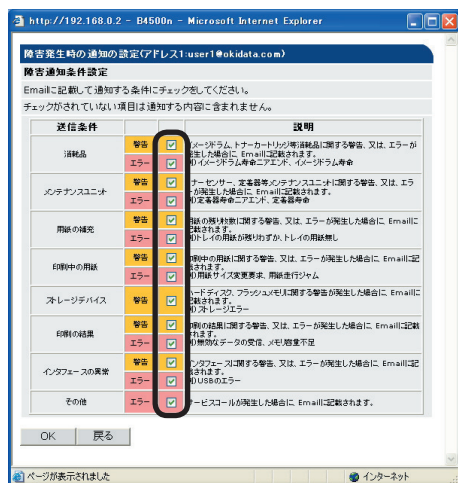 http://192.168.0.2 - B4500n - Microsoft Internet Explorer
障害発生時の通知の設定(アドレス1:user1@okidata.com)
障害通知条件設定
Emailに記載して通知する条件にチェックをしてください。
チェックがされていない項目は通知する内容に含まれません。
送信条件 説明
消耗品 警告 イメージドラム、トナーカートリッジ等消耗品に関する警告、又は、エラーが
発生した場合に、Emailに記載されます。
エラー 例)イメージドラム寿命ニアエンド、イメージドラム寿命
メンテナンスユニット 警告 ナーセンサー、定着器等メンテナンスユニットに関する警告、又は、エラ
ーが発生した場合に、Emailに記載されます。
エラー 例)定着器寿命ニアエンド、定着器寿命
用紙の補充 警告 用紙の残り枚数に関する警告、又は、エラーが発生した場合に、Emailに
記載されます。
エラー 例)トレイの用紙が残りわずか、トレイの用紙無し
印刷中の用紙 警告 印刷中の用紙に関する警告、又は、エラーが発生した場合に、Emailに記
載されます。
エラー 例)用紙サイズ変更要求、用紙走行ジャム
ストレージデバイス 警告 ハードディスク、フラッシュメモリに関する警告が発生した場合に、Emailに
記載されます。
例)ストレージエラー
印刷の結果 警告 印刷の結果に関する警告、又は、エラーが発生した場合に、Emailに記載
されます。
エラー 例)無効なデータの受信、メモリ容量不足
インタフェースの異常 警告 インタフェースに関する警告、又は、エラーが発生した場合に、Emailに記
載されます。
エラー 例)USBのエラー
その他 エラー サービスコールが発生した場合に、Emailに記載されます。
OK 戻る
ページが表示されました インターネット